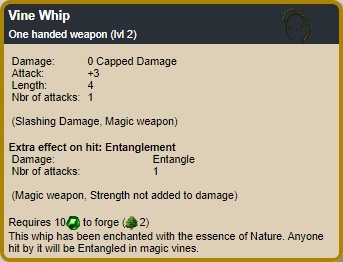 Vine Whip
One handed weapon (lvl 2)
Damage: 0 Capped Damage
Attack: +3
Length: 4
Nbr of attacks: 1
(Slashing Damage, Magic weapon)
Extra effect on hit: Entanglement
Damage: Entangle
Nbr of attacks: 1
(Magic weapon, Strength not added to damage)
Requires 10 to forge ( 2)
This whip has been enchanted with the essence of Nature. Anyone
hit by it will be Entangled in magic vines.